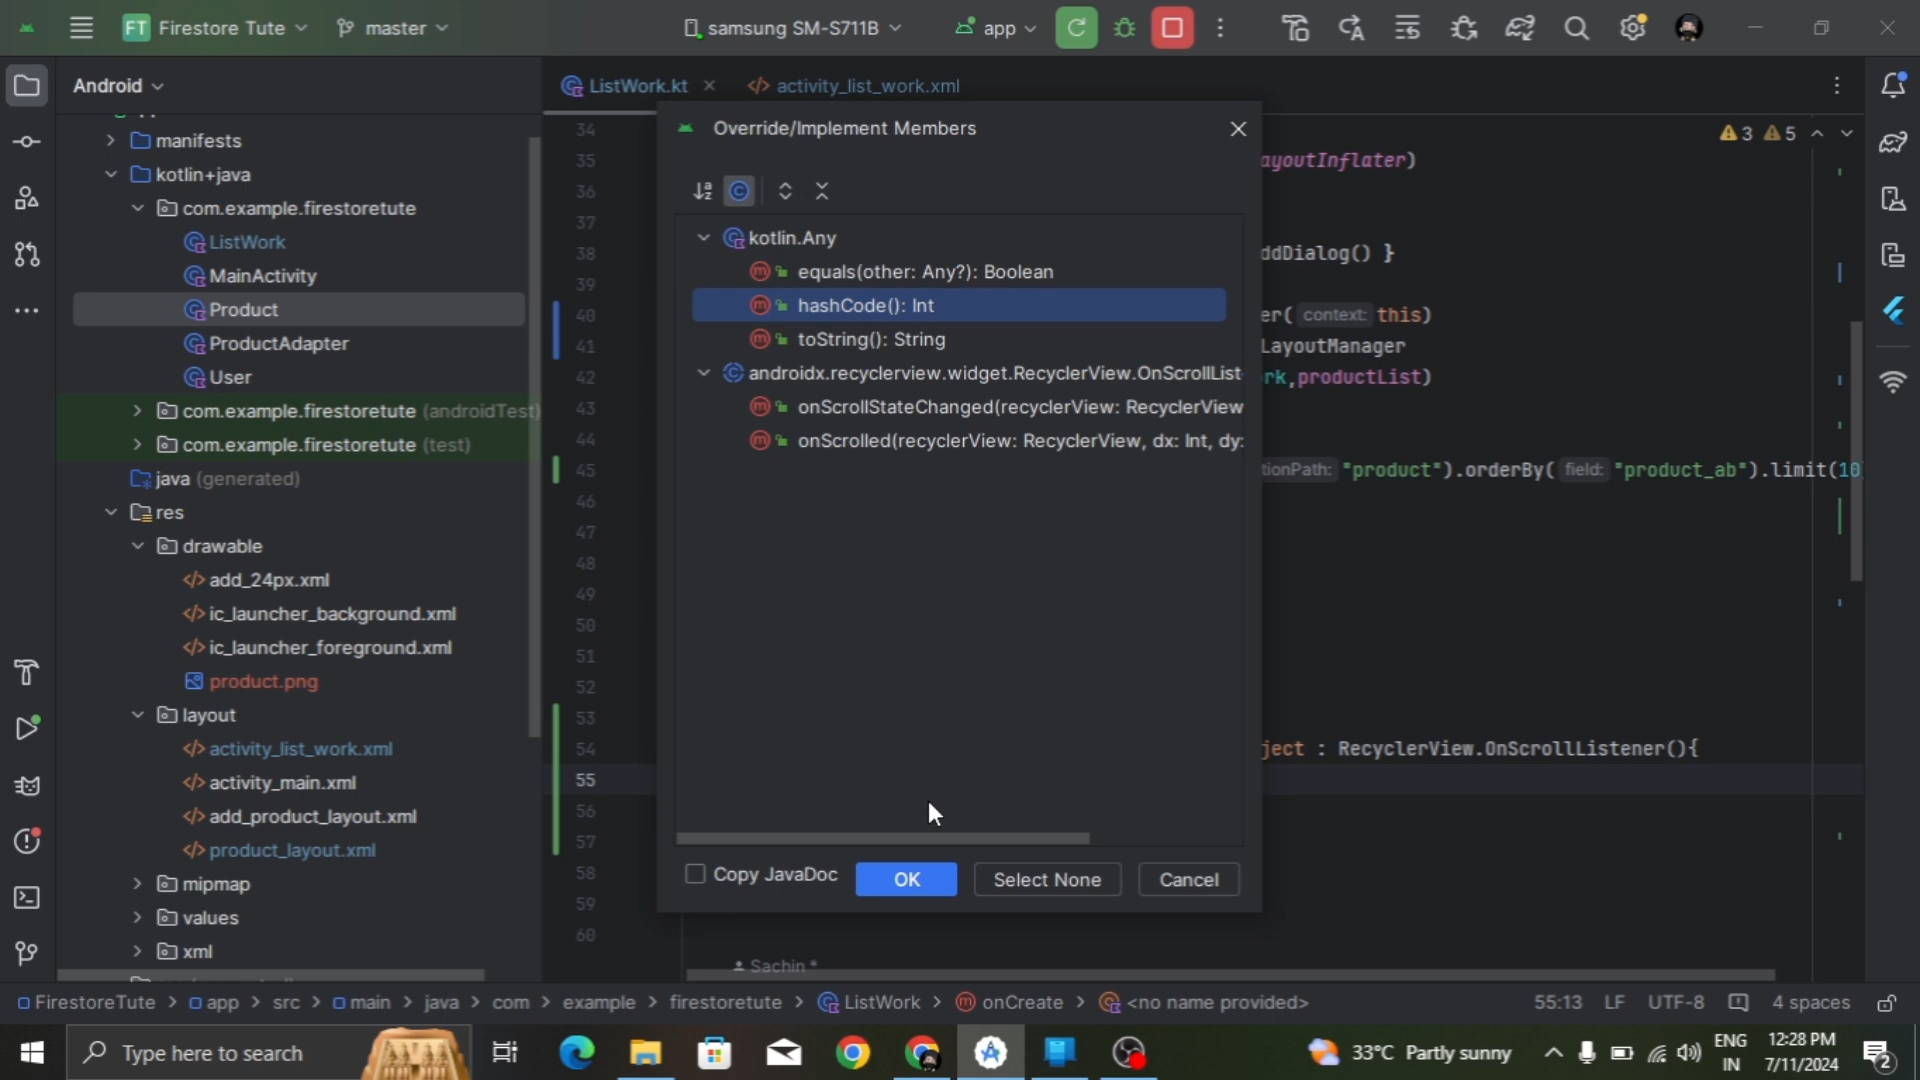 FT Firestore Tute
master
samsung SM-S711B
app
Android
ListWork.kt
activity_list_work.xml
manifests
kotlin+java
com.example.firestoretute
ListWork
MainActivity
Product
ProductAdapter
User
com.example.firestoretute (androidTest)
com.example.firestoretute (test)
java (generated)
res
drawable
add_24px.xml
ic_launcher_background.xml
ic_launcher_foreground.xml
product.png
layout
activity_list_work.xml
activity_main.xml
add_product_layout.xml
product_layout.xml
mipmap
values
xml
34
35
36
37
38
39
40
41
42
43
44
45
46
47
48
49
50
51
52
53
54
55
56
57
58
59
60
Override/Implement Members
kotlin.Any
equals(other: Any?): Boolean
hashCode(): Int
toString(): String
androidx.recyclerview.widget.RecyclerView.OnScrollList
onScrollStateChanged(recyclerView: RecyclerView
onScrolled(recyclerView: RecyclerView, dx: Int, dy:
Copy JavaDoc
OK
Select None
Cancel
3 5
ayoutInflater)
ddDialog() }
er( context: this)
LayoutManager
rk,productList)
tionPath: "product").orderBy( field: "product_ab").limit(10
ject : RecyclerView.OnScrollListener(){
Sachin *
FirestoreTute > app > src > main > java > com > example > firestoretute > ListWork > onCreate > <no name provided>
55:13 LF UTF-8 4 spaces
Type here to search
33°C Partly sunny
ENG
IN
12:28 PM
7/11/2024
2